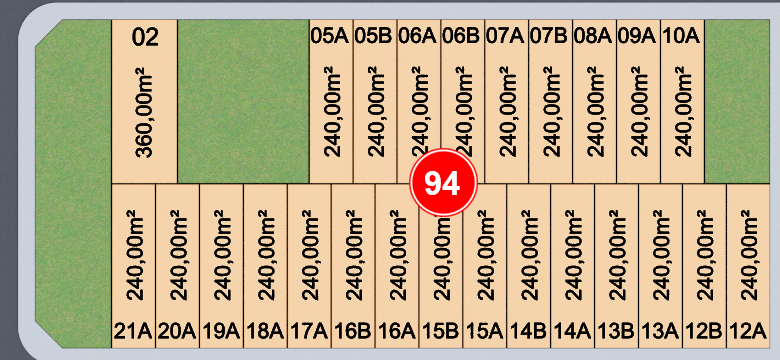 02 05A 05B 06A 06B 07A 07B 08A 09A 10A
360,00m² 240,00m² 240,00m² 240,00m² 240,00m² 240,00m² 240,00m² 240,00m² 240,00m² 240,00m²
94
240,00m² 240,00m² 240,00m² 240,00m² 240,00m² 240,00m² 240,00m² 240,00m² 240,00m² 240,00m² 240,00m² 240,00m² 240,00m² 240,00m² 240,00m²
21A 20A 19A 18A 17A 16B 16A 15B 15A 14B 14A 13B 13A 12B 12A